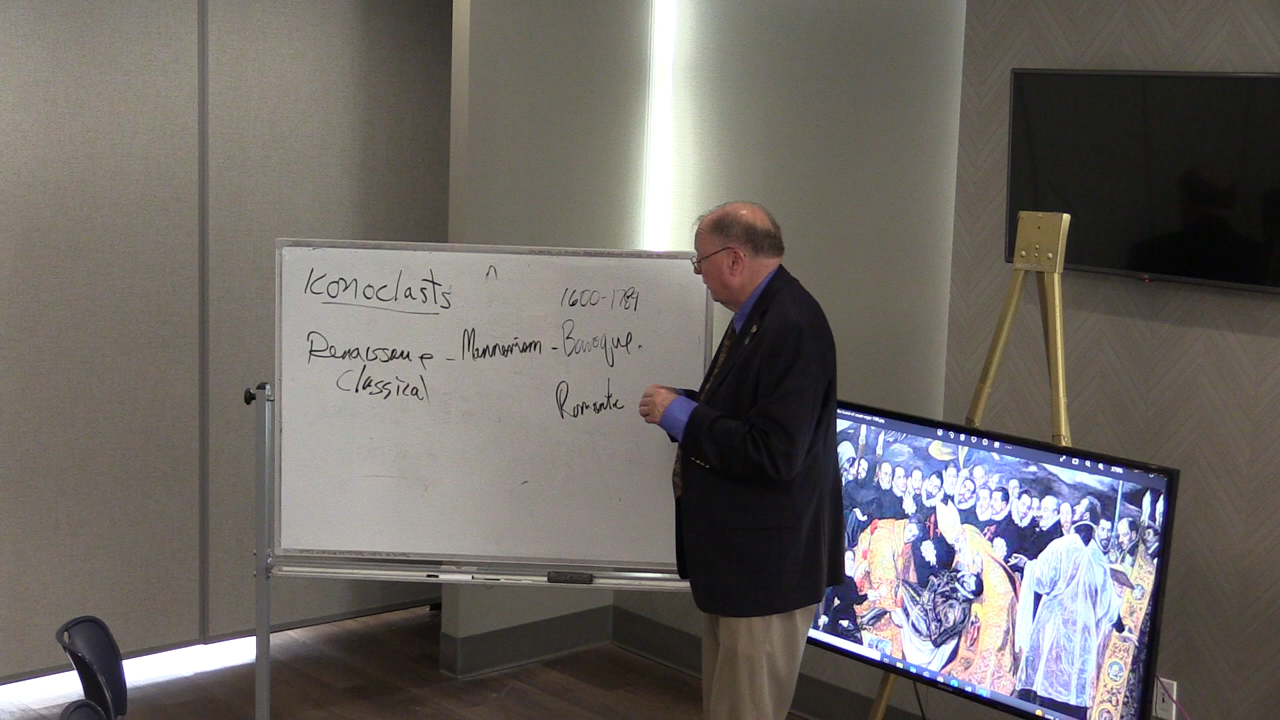 Iconoclasts
1600-1789
Renaissance - Mannerism - Baroque.
Classical
Romantic